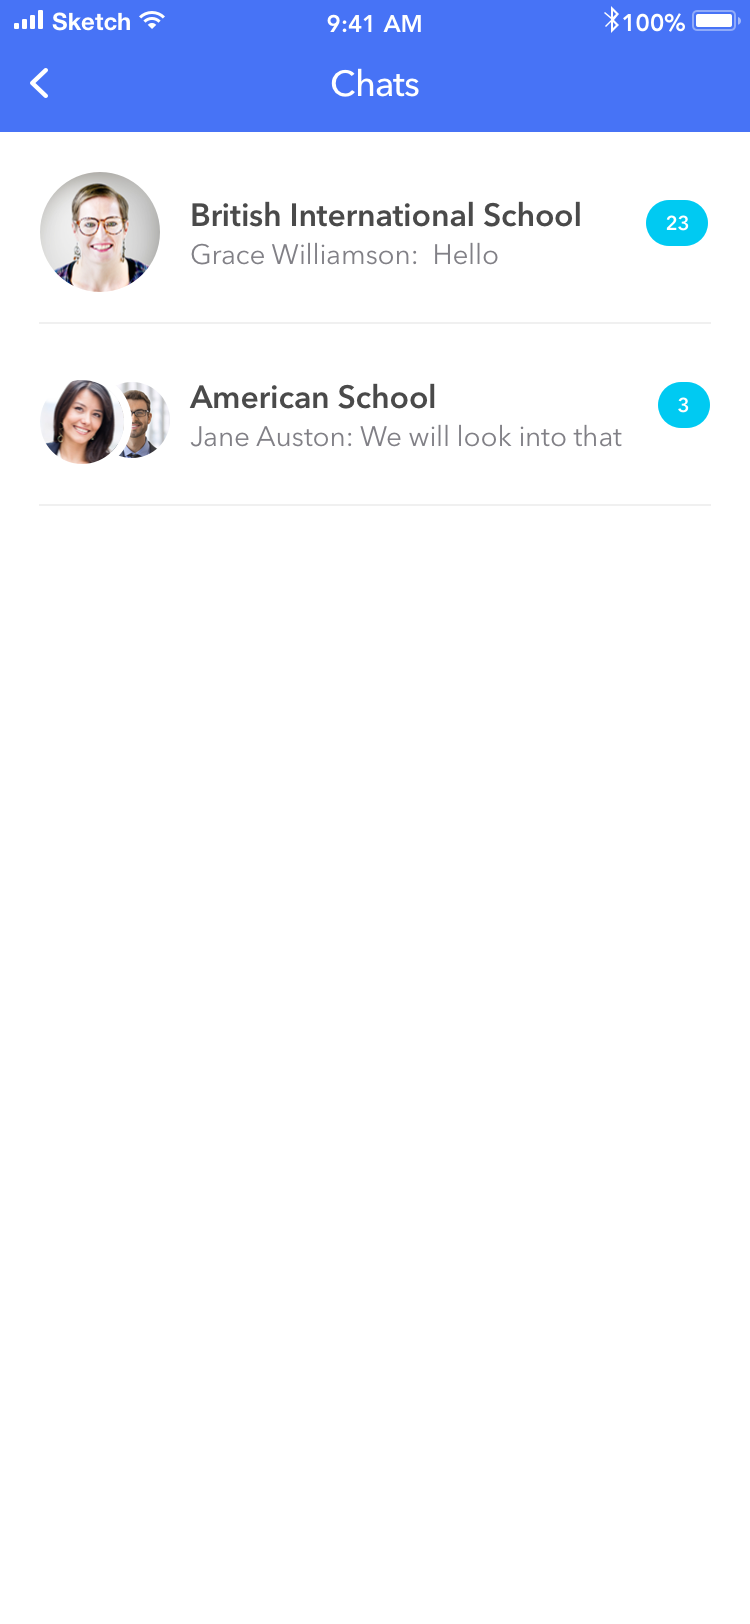 Sketch 9:41 AM 100%
Chats
British International School 23
Grace Williamson:  Hello
American School 3
Jane Auston: We will look into that